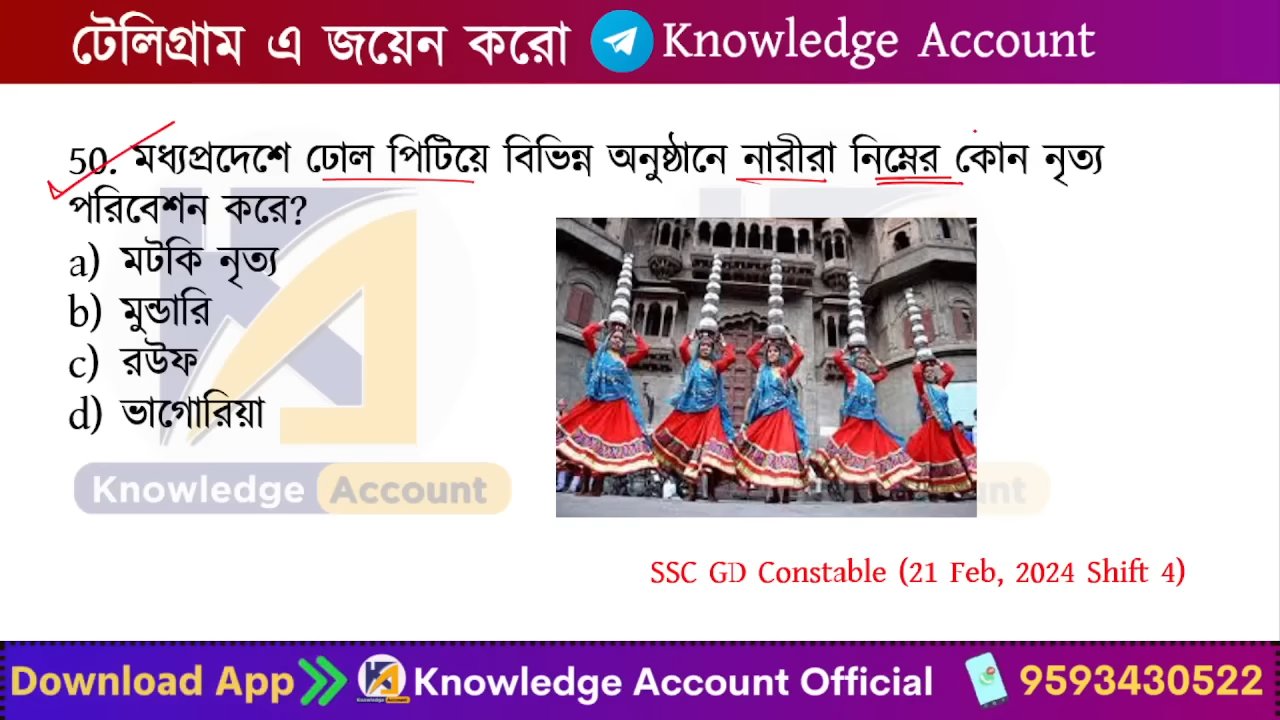 টেলিগ্রাম এ জয়েন করো Knowledge Account
50. মধ্যপ্রদেশে ঢোল পিটিয়ে বিভিন্ন অনুষ্ঠানে নারীরা নিম্নের কোন নৃত্য
পরিবেশন করে?
a) মটকি নৃত্য
b) মুন্ডারি
c) রউফ
d) ভাগোরিয়া
Knowledge Account
SSC GD Constable (21 Feb, 2024 Shift 4)
Download App Knowledge Account Official 9593430522